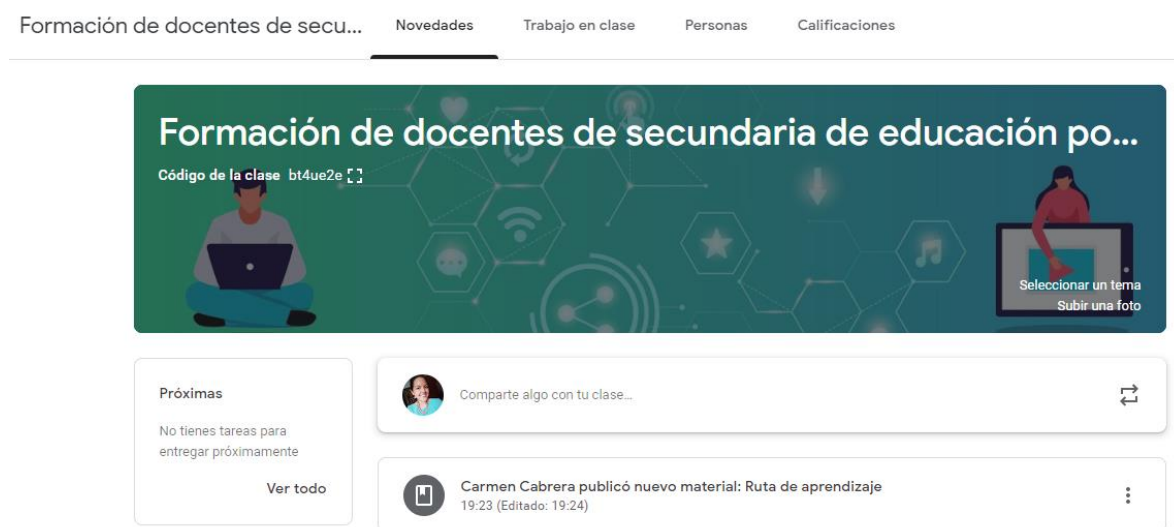 Formación de docentes de secu...
Novedades
Trabajo en clase
Personas
Calificaciones
Formación de docentes de secundaria de educación po...
Código de la clase bt4ue2e
Seleccionar un tema
Subir una foto
Próximas
No tienes tareas para
entregar próximamente
Ver todo
Comparte algo con tu clase...
Carmen Cabrera publicó nuevo material: Ruta de aprendizaje
19:23 (Editado: 19:24)